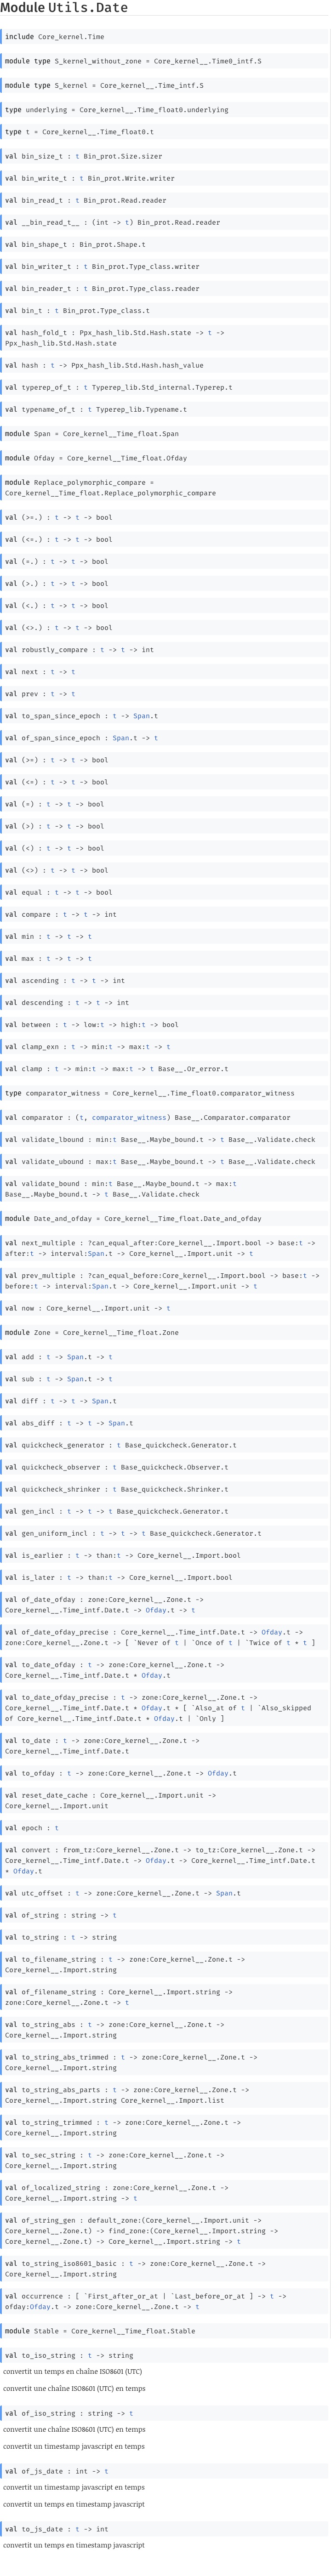 Module Utils.Date
include Core_kernel.Time
module type S_kernel_without_zone = Core_kernel__.Time0_intf.S
module type S_kernel = Core_kernel__.Time_intf.S
type underlying = Core_kernel__.Time_float0.underlying
type t = Core_kernel__.Time_float0.t
val bin_size_t : t Bin_prot.Size.sizer
val bin_write_t : t Bin_prot.Write.writer
val bin_read_t : t Bin_prot.Read.reader
val __bin_read_t__ : (int -> t) Bin_prot.Read.reader
val bin_shape_t : Bin_prot.Shape.t
val bin_writer_t : t Bin_prot.Type_class.writer
val bin_reader_t : t Bin_prot.Type_class.reader
val bin_t : t Bin_prot.Type_class.t
val hash_fold_t : Ppx_hash_lib.Std.Hash.state -> t ->
Ppx_hash_lib.Std.Hash.state
val hash : t -> Ppx_hash_lib.Std.Hash.hash_value
val typerep_of_t : t Typerep_lib.Std_internal.Typerep.t
val typename_of_t : t Typerep_lib.Typename.t
module Span = Core_kernel__Time_float.Span
module Ofday = Core_kernel__Time_float.Ofday
module Replace_polymorphic_compare =
Core_kernel__Time_float.Replace_polymorphic_compare
val (>=.) : t -> t -> bool
val (<=.) : t -> t -> bool
val (=.) : t -> t -> bool
val (>.) : t -> t -> bool
val (<.) : t -> t -> bool
val (<>.) : t -> t -> bool
val robustly_compare : t -> t -> int
val next : t -> t
val prev : t -> t
val to_span_since_epoch : t -> Span.t
val of_span_since_epoch : Span.t -> t
val (>=) : t -> t -> bool
val (<=) : t -> t -> bool
val (=) : t -> t -> bool
val (>) : t -> t -> bool
val (<) : t -> t -> bool
val (<>) : t -> t -> bool
val equal : t -> t -> bool
val compare : t -> t -> int
val min : t -> t -> t
val max : t -> t -> t
val ascending : t -> t -> int
val descending : t -> t -> int
val between : t -> low:t -> high:t -> bool
val clamp_exn : t -> min:t -> max:t -> t
val clamp : t -> min:t -> max:t -> t Base__.Or_error.t
type comparator_witness = Core_kernel__.Time_float0.comparator_witness
val comparator : (t, comparator_witness) Base__.Comparator.comparator
val validate_lbound : min:t Base__.Maybe_bound.t -> t Base__.Validate.check
val validate_ubound : max:t Base__.Maybe_bound.t -> t Base__.Validate.check
val validate_bound : min:t Base__.Maybe_bound.t -> max:t
Base__.Maybe_bound.t -> t Base__.Validate.check
module Date_and_ofday = Core_kernel__Time_float.Date_and_ofday
val next_multiple : ?can_equal_after:Core_kernel__.Import.bool -> base:t ->
after:t -> interval:Span.t -> Core_kernel__.Import.unit -> t
val prev_multiple : ?can_equal_before:Core_kernel__.Import.bool -> base:t ->
before:t -> interval:Span.t -> Core_kernel__.Import.unit -> t
val now : Core_kernel__.Import.unit -> t
module Zone = Core_kernel__Time_float.Zone
val add : t -> Span.t -> t
val sub : t -> Span.t -> t
val diff : t -> t -> Span.t
val abs_diff : t -> t -> Span.t
val quickcheck_generator : t Base_quickcheck.Generator.t
val quickcheck_observer : t Base_quickcheck.Observer.t
val quickcheck_shrinker : t Base_quickcheck.Shrinker.t
val gen_incl : t -> t -> t Base_quickcheck.Generator.t
val gen_uniform_incl : t -> t -> t Base_quickcheck.Generator.t
val is_earlier : t -> than:t -> Core_kernel__.Import.bool
val is_later : t -> than:t -> Core_kernel__.Import.bool
val of_date_ofday : zone:Core_kernel__.Zone.t ->
Core_kernel__.Time_intf.Date.t -> Ofday.t -> t
val of_date_ofday_precise : Core_kernel__.Time_intf.Date.t -> Ofday.t ->
zone:Core_kernel__.Zone.t -> [ `Never of t | `Once of t | `Twice of t * t ]
val to_date_ofday : t -> zone:Core_kernel__.Zone.t ->
Core_kernel__.Time_intf.Date.t * Ofday.t
val to_date_ofday_precise : t -> zone:Core_kernel__.Zone.t ->
Core_kernel__.Time_intf.Date.t * Ofday.t * [ `Also_at of t | `Also_skipped
of Core_kernel__.Time_intf.Date.t * Ofday.t | `Only ]
val to_date : t -> zone:Core_kernel__.Zone.t ->
Core_kernel__.Time_intf.Date.t
val to_ofday : t -> zone:Core_kernel__.Zone.t -> Ofday.t
val reset_date_cache : Core_kernel__.Import.unit ->
Core_kernel__.Import.unit
val epoch : t
val convert : from_tz:Core_kernel__.Zone.t -> to_tz:Core_kernel__.Zone.t ->
Core_kernel__.Time_intf.Date.t -> Ofday.t -> Core_kernel__.Time_intf.Date.t
* Ofday.t
val utc_offset : t -> zone:Core_kernel__.Zone.t -> Span.t
val of_string : string -> t
val to_string : t -> string
val to_filename_string : t -> zone:Core_kernel__.Zone.t ->
Core_kernel__.Import.string
val of_filename_string : Core_kernel__.Import.string ->
zone:Core_kernel__.Zone.t -> t
val to_string_abs : t -> zone:Core_kernel__.Zone.t ->
Core_kernel__.Import.string
val to_string_abs_trimmed : t -> zone:Core_kernel__.Zone.t ->
Core_kernel__.Import.string
val to_string_abs_parts : t -> zone:Core_kernel__.Zone.t ->
Core_kernel__.Import.string Core_kernel__.Import.list
val to_string_trimmed : t -> zone:Core_kernel__.Zone.t ->
Core_kernel__.Import.string
val to_sec_string : t -> zone:Core_kernel__.Zone.t ->
Core_kernel__.Import.string
val of_localized_string : zone:Core_kernel__.Zone.t ->
Core_kernel__.Import.string -> t
val of_string_gen : default_zone:(Core_kernel__.Import.unit ->
Core_kernel__.Zone.t) -> find_zone:(Core_kernel__.Import.string ->
Core_kernel__.Zone.t) -> Core_kernel__.Import.string -> t
val to_string_iso8601_basic : t -> zone:Core_kernel__.Zone.t ->
Core_kernel__.Import.string
val occurrence : [ `First_after_or_at | `Last_before_or_at ] -> t ->
ofday:Ofday.t -> zone:Core_kernel__.Zone.t -> t
module Stable = Core_kernel__Time_float.Stable
val to_iso_string : t -> string
convertit un temps en chaîne ISO8601 (UTC)
convertit une chaîne ISO8601 (UTC) en temps
val of_iso_string : string -> t
convertit une chaîne ISO8601 (UTC) en temps
convertit un timestamp javascript en temps
val of_js_date : int -> t
convertit un timestamp javascript en temps
convertit un temps en timestamp javascript
val to_js_date : t -> int
convertit un temps en timestamp javascript